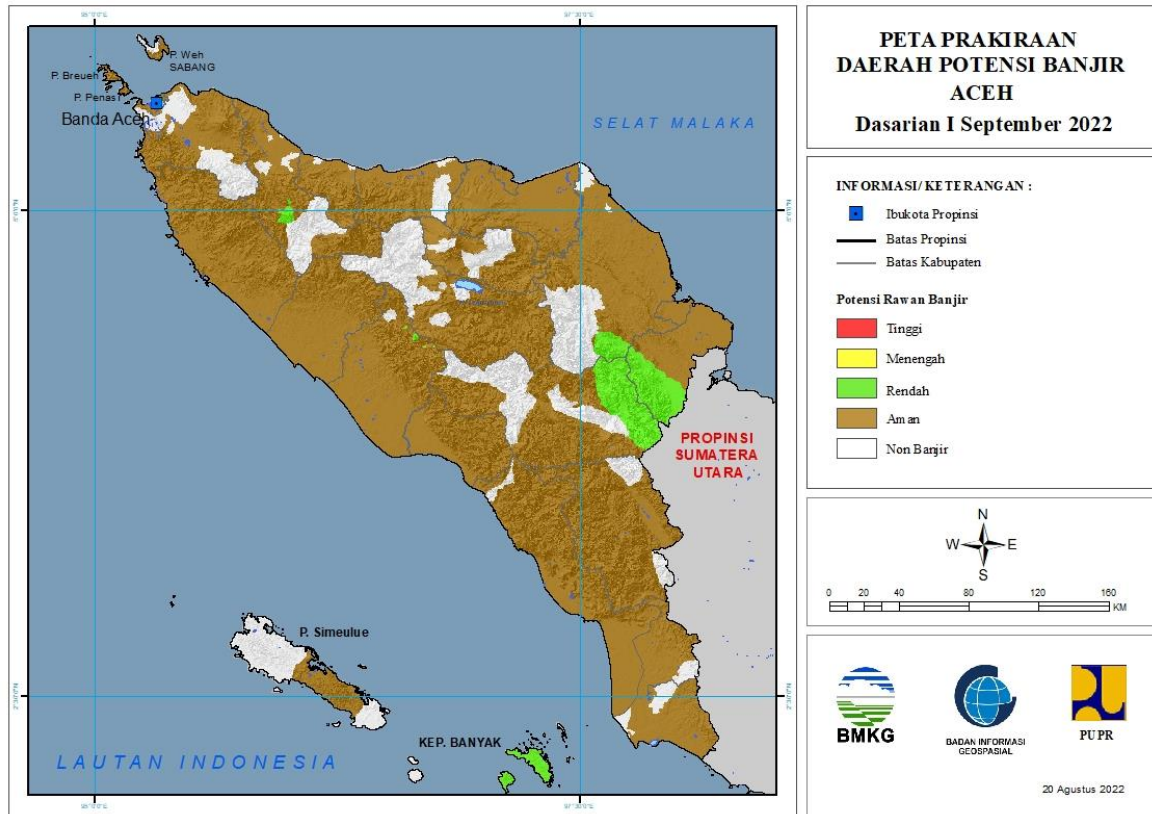 PETA PRAKIRAAN
DAERAH POTENSI BANJIR
ACEH
Dasarian I September 2022
INFORMASI/ KETERANGAN :
Ibukota Propinsi
Batas Propinsi
Batas Kabupaten
Potensi Rawan Banjir
Tinggi
Menengah
Rendah
Aman
Non Banjir
N
W E
S
0 20 40 80 120 160
KM
BMKG
BADAN INFORMASI
GEOSPASIAL
PUPR
20 Agustus 2022
P. Weh
SABANG
P. Breueh
P. Penasi
Banda Aceh
SELAT MALAKA
PROPINSI
SUMATERA
UTARA
P. Simeulue
KEP. BANYAK
LAUTAN INDONESIA